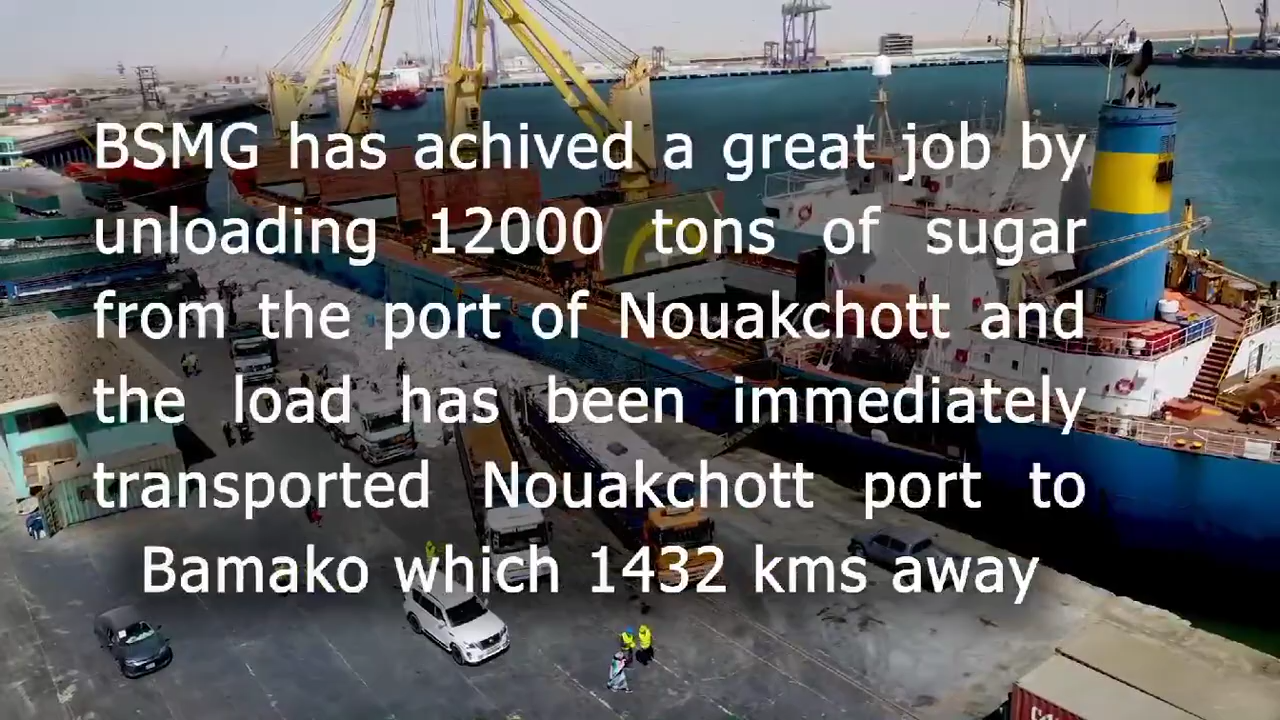 BSMG has achived a great job by
unloading 12000 tons of sugar
from the port of Nouakchott and
the load has been immediately
transported Nouakchott port to
Bamako which 1432 kms away